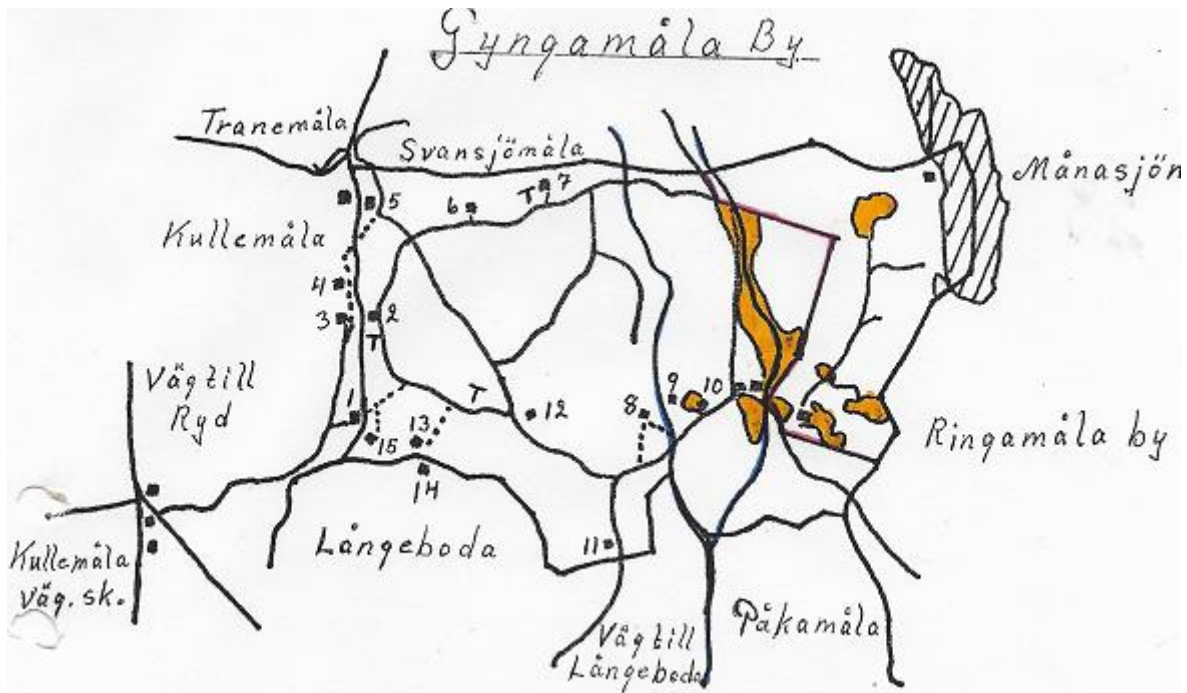 Gyngamåla By.
Tranemåla
Svansjömåla
Månasjön
T 7
6
5
Kullemåla
4
3
2
T
Väg till
Ryd
T
1
15
13
14
12
8
9
10
Ringamåla by
11
Långeboda
Kullemåla
väg. sk.
Väg till
Långeboda
Påkamåla